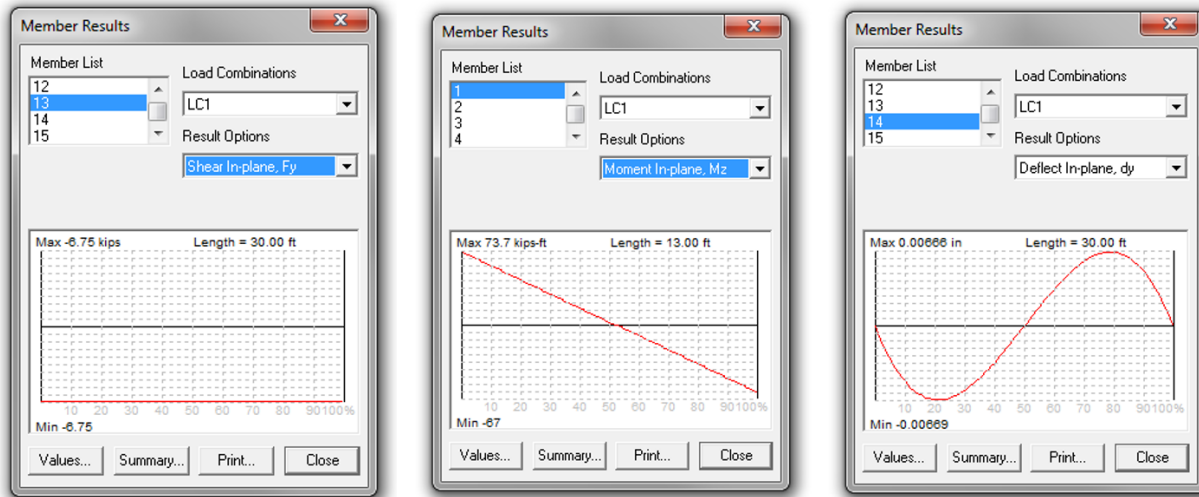 Member Results
Member List
12
13
14
15
Load Combinations
LC1
Result Options
Shear In-plane, Fy
Max -6.75 kips Length = 30.00 ft
10 20 30 40 50 60 70 80 90 100%
Min -6.75
Values... Summary... Print... Close
Member Results
Member List
1
2
3
4
Load Combinations
LC1
Result Options
Moment In-plane, Mz
Max 73.7 kips-ft Length = 13.00 ft
10 20 30 40 50 60 70 80 90 100%
Min -67
Values... Summary... Print... Close
Member Results
Member List
12
13
14
15
Load Combinations
LC1
Result Options
Deflect In-plane, dy
Max 0.00666 in Length = 30.00 ft
10 20 30 40 50 60 70 80 90 100%
Min -0.00669
Values... Summary... Print... Close